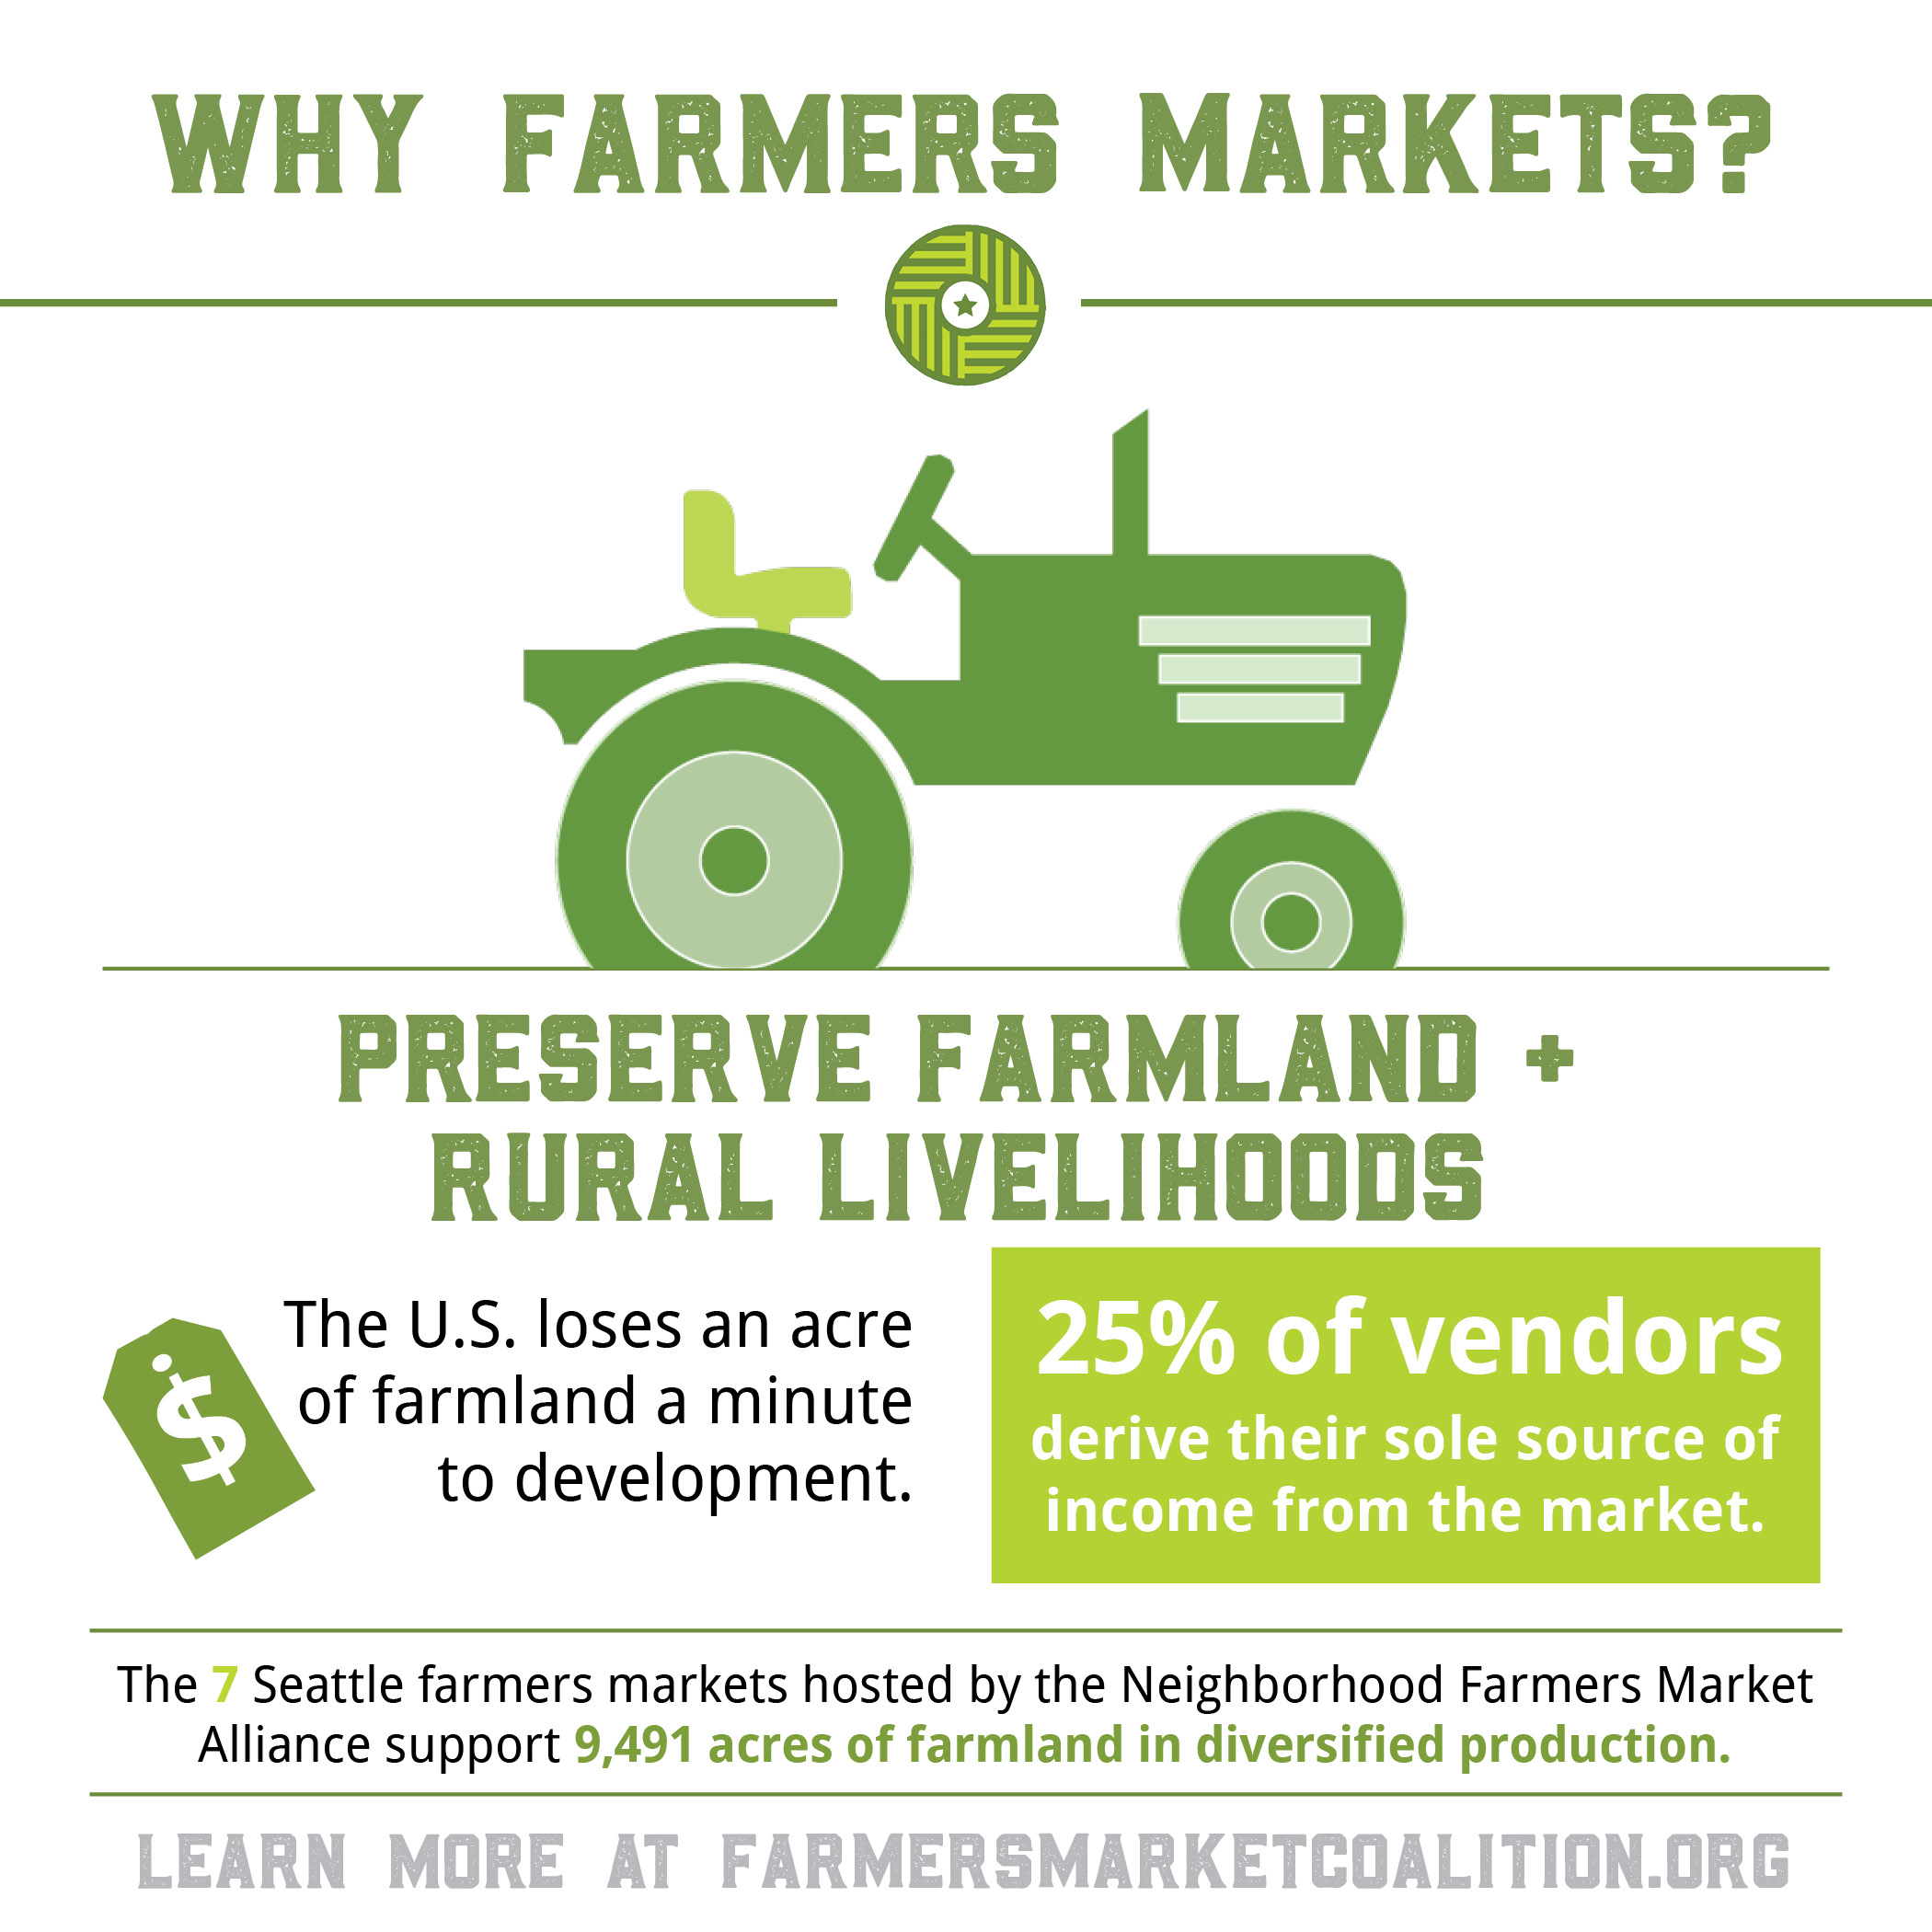 WHY FARMERS MARKETS?
PRESERVE FARMLAND +
RURAL LIVELIHOODS
$
The U.S. loses an acre
of farmland a minute
to development.
25% of vendors
derive their sole source of
income from the market.
The 7 Seattle farmers markets hosted by the Neighborhood Farmers Market
Alliance support 9,491 acres of farmland in diversified production.
LEARN MORE AT FARMERSMARKETCOALITION.ORG